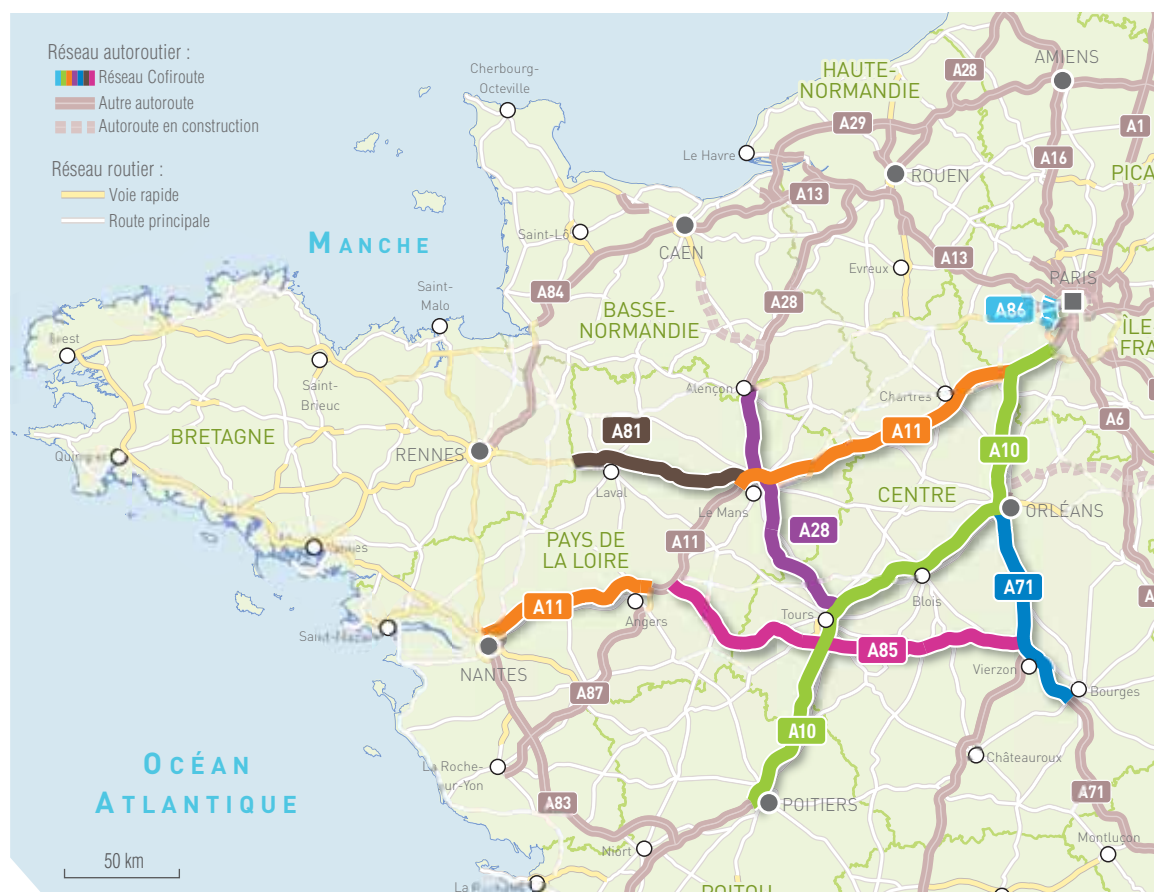 Réseau autoroutier :
Réseau Cofiroute
Autre autoroute
Autoroute en construction
Réseau routier :
Voie rapide
Route principale
Cherbourg-
Octeville
HAUTE-
NORMANDIE
A28
AMIENS
A29
A1
Le Havre
A16
ROUEN
PICA
A13
Saint-Lô
CAEN
MANCHE
Evreux
A13
PARIS
Saint-
Malo
A84
A28
BASSE-
NORMANDIE
A86
ÎLE
FRA
Brest
Saint-
Brieuc
Alençon
Chartres
A6
BRETAGNE
A81
A11
A10
Quimper
RENNES
Laval
Le Mans
CENTRE
ORLÉANS
A28
PAYS DE
LA LOIRE
A11
A71
Blois
A11
Angers
Tours
Saint-Nazaire
A85
NANTES
Vierzon
Bourges
A87
A10
OCÉAN
ATLANTIQUE
La Roche-
sur-Yon
Châteauroux
A83
POITIERS
A71
Niort
Montluçon
50 km
La
POITOU